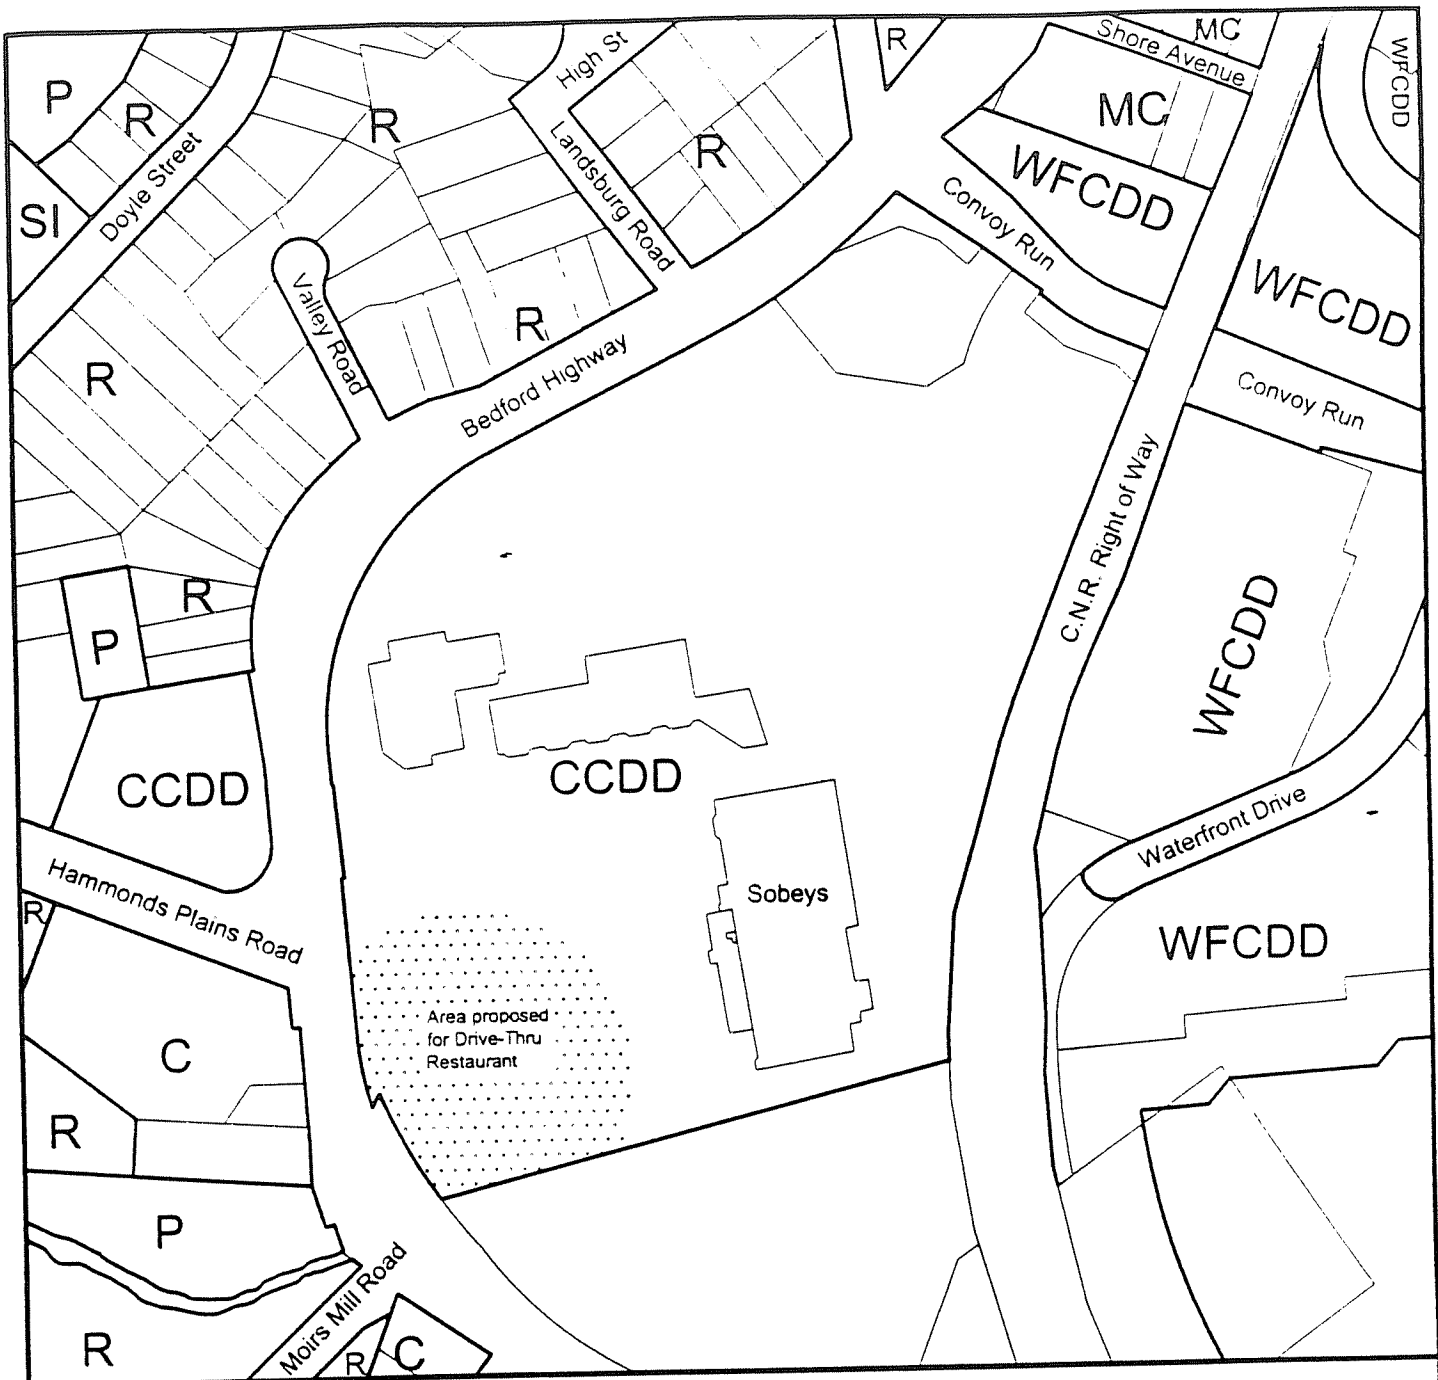 P
R
Doyle Street
SI
R
High St
Landsburg Road
R
R
MC
Shore Avenue
MC
WFCDD
WFCDD
Convoy Run
WFCDD
Convoy Run
Valley Road
R
Bedford Highway
R
C.N.R. Right of Way
R
P
WFCDD
CCDD
CCDD
Waterfront Drive
Hammonds Plains Road
Sobeys
R
WFCDD
Area proposed
for Drive-Thru
Restaurant
C
R
P
Moirs Mill Road
R
R
C